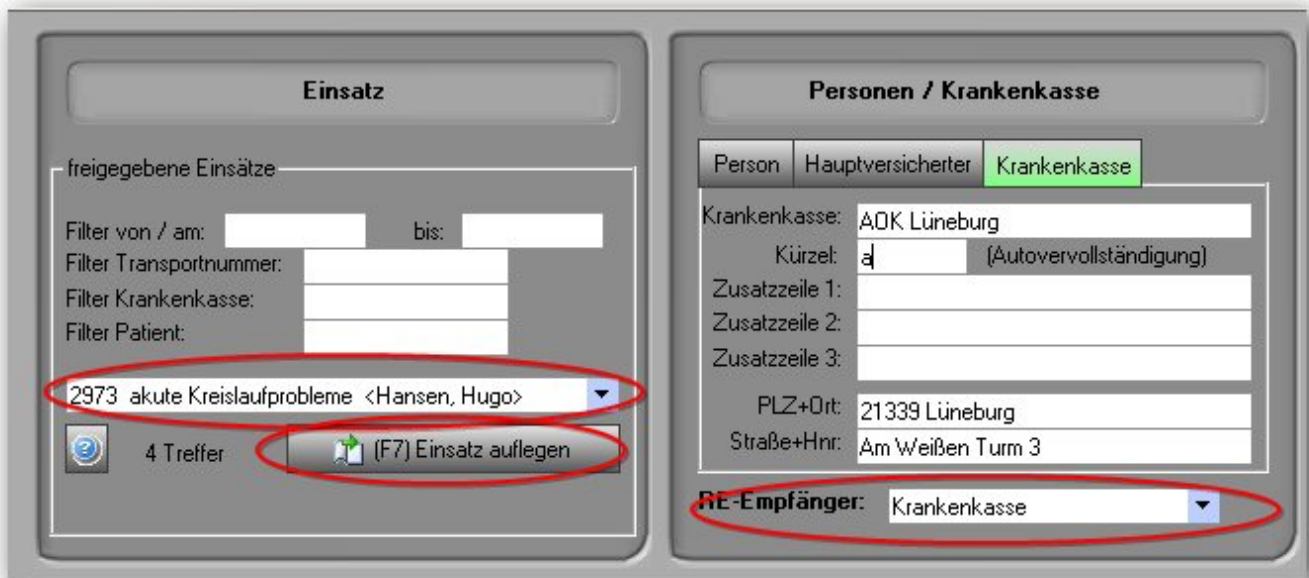 Einsatz
freigegebene Einsätze
Filter von / am:
bis:
Filter Transportnummer:
Filter Krankenkasse:
Filter Patient:
2973 akute Kreislaufprobleme <Hansen, Hugo>
4 Treffer
(F7) Einsatz auflegen
Personen / Krankenkasse
Person Hauptversicherter Krankenkasse
Krankenkasse: AOK Lüneburg
Kürzel: a (Autovervollständigung)
Zusatzzeile 1:
Zusatzzeile 2:
Zusatzzeile 3:
PLZ+Ort: 21339 Lüneburg
Straße+Hnr: Am Weißen Turm 3
RE-Empfänger: Krankenkasse